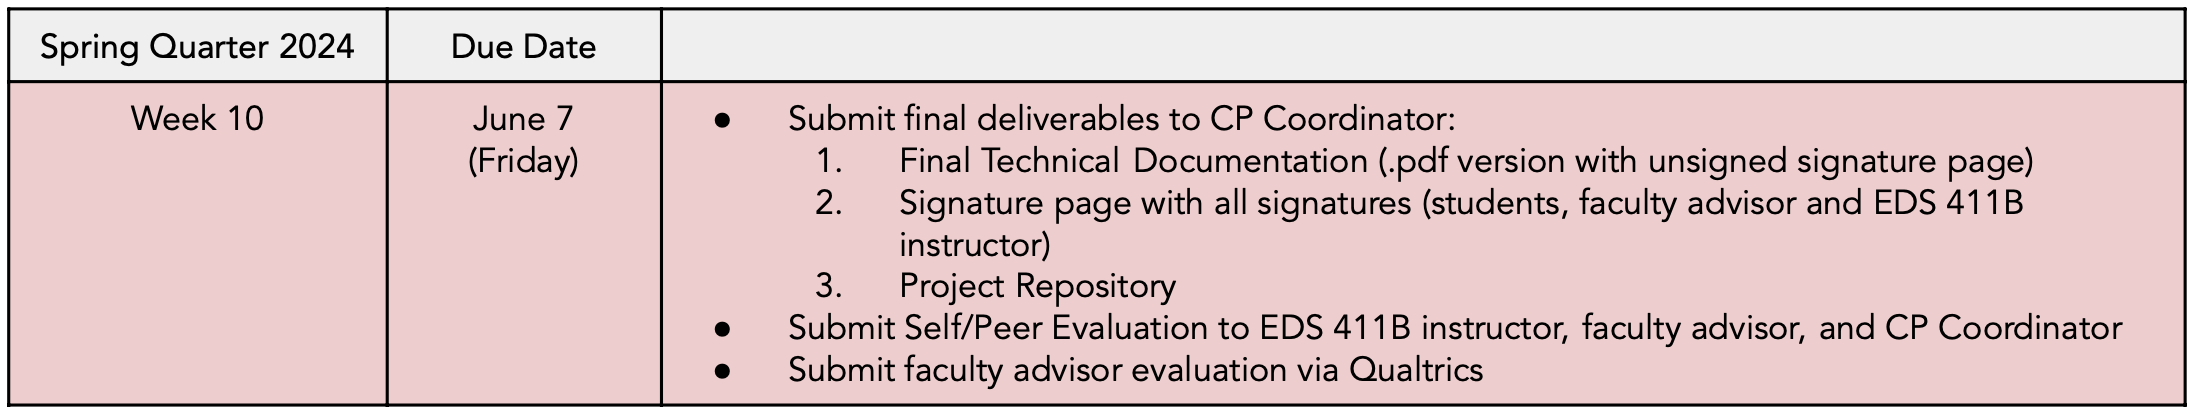 Spring Quarter 2024
Due Date
Week 10
June 7
(Friday)
● Submit final deliverables to CP Coordinator:
1. Final Technical Documentation (.pdf version with unsigned signature page)
2. Signature page with all signatures (students, faculty advisor and EDS 411B
instructor)
3. Project Repository
● Submit Self/Peer Evaluation to EDS 411B instructor, faculty advisor, and CP Coordinator
● Submit faculty advisor evaluation via Qualtrics